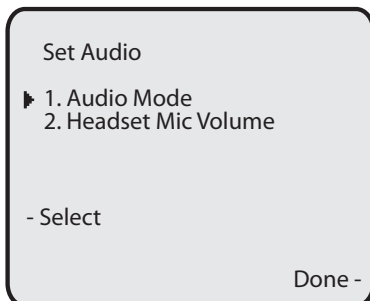 Set Audio
1. Audio Mode
2. Headset Mic Volume
- Select
Done -